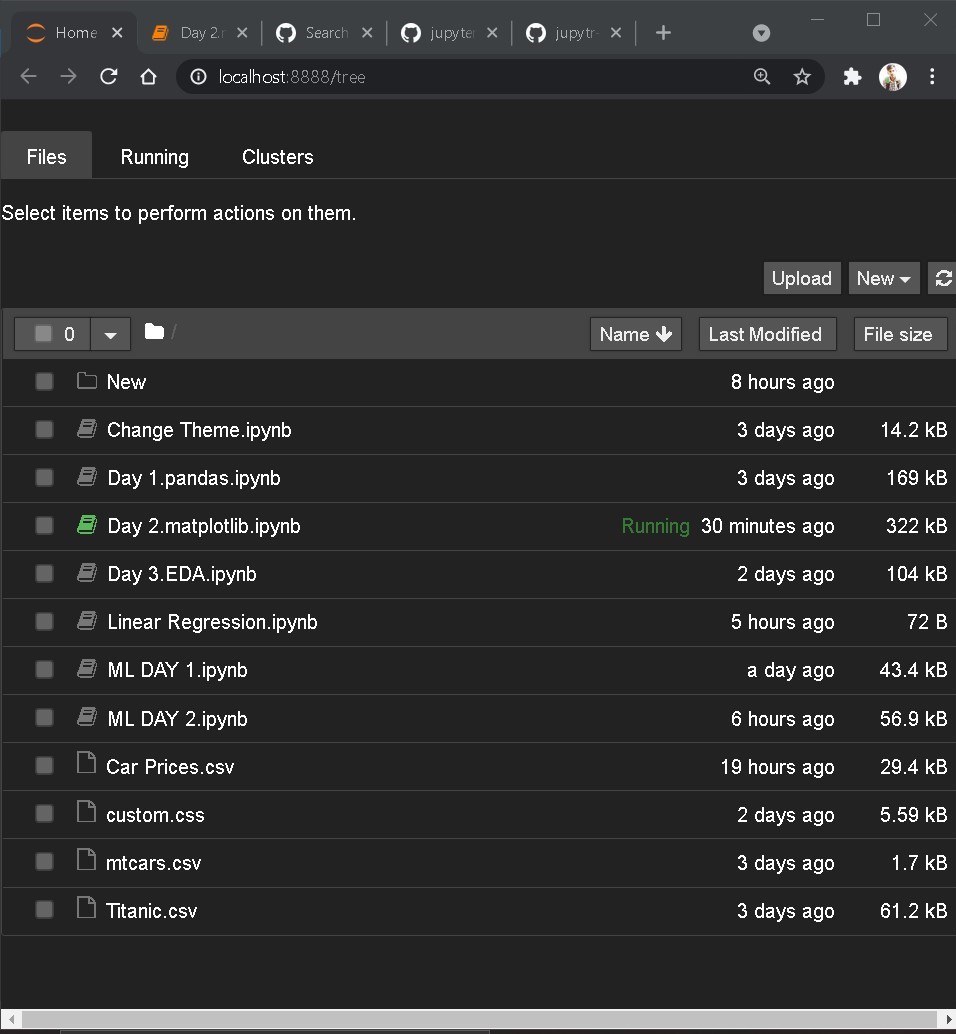 Home Day 2.r Search jupyter jupytr
localhost:8888/tree
Files Running Clusters
Select items to perform actions on them.
Upload New
0 / Name Last Modified File size
New 8 hours ago
Change Theme.ipynb 3 days ago 14.2 kB
Day 1.pandas.ipynb 3 days ago 169 kB
Day 2.matplotlib.ipynb Running 30 minutes ago 322 kB
Day 3.EDA.ipynb 2 days ago 104 kB
Linear Regression.ipynb 5 hours ago 72 B
ML DAY 1.ipynb a day ago 43.4 kB
ML DAY 2.ipynb 6 hours ago 56.9 kB
Car Prices.csv 19 hours ago 29.4 kB
custom.css 2 days ago 5.59 kB
mtcars.csv 3 days ago 1.7 kB
Titanic.csv 3 days ago 61.2 kB